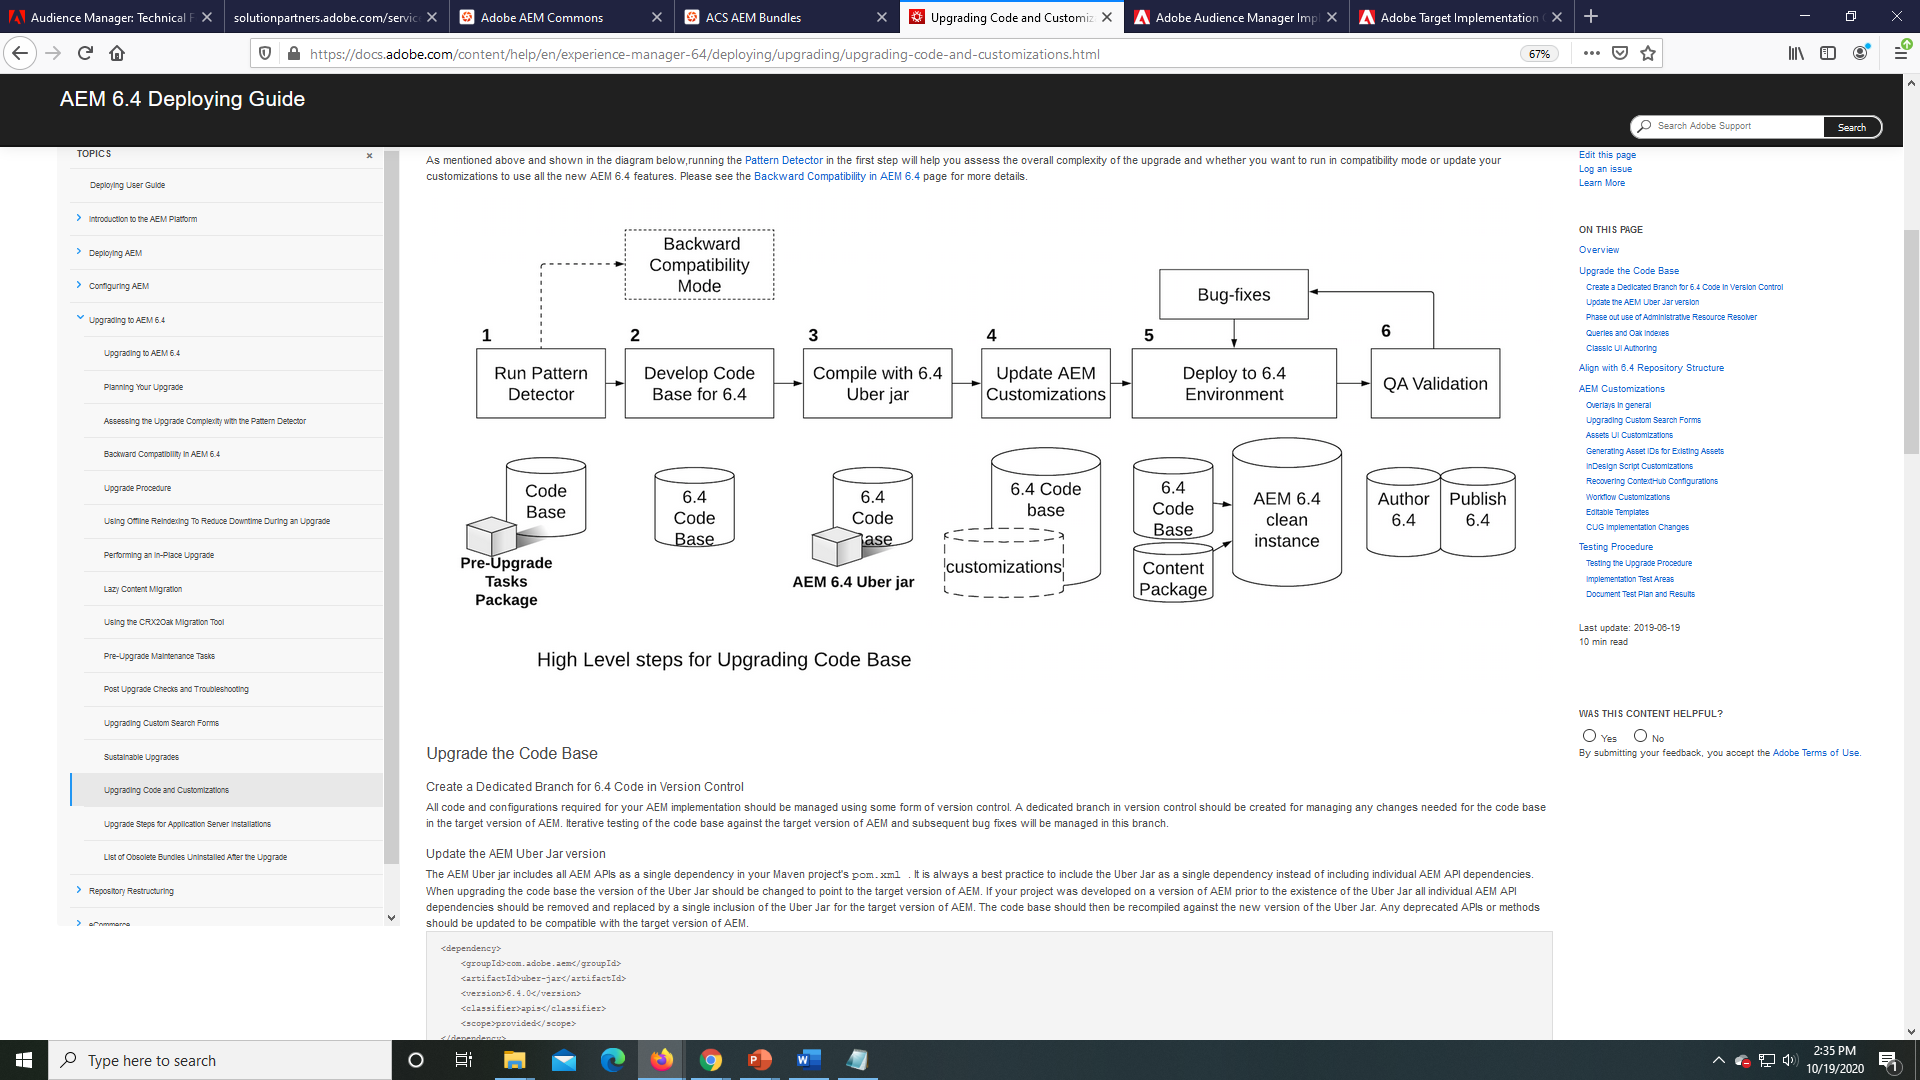 Audience Manager: Technical F
solutionpartners.adobe.com/servic
Adobe AEM Commons
ACS AEM Bundles
Upgrading Code and Customiz
Adobe Audience Manager Imp
Adobe Target Implementation
https://docs.adobe.com/content/help/en/experience-manager-64/deploying/upgrading/upgrading-code-and-customizations.html
67%
AEM 6.4 Deploying Guide
Search Adobe Support
Search
TOPICS
Deploying User Guide
Introduction to the AEM Platform
Deploying AEM
Configuring AEM
Upgrading to AEM 6.4
Upgrading to AEM 6.4
Planning Your Upgrade
Assessing the Upgrade Complexity with the Pattern Detector
Backward Compatibility in AEM 6.4
Upgrade Procedure
Using Offline Reindexing To Reduce Downtime During an Upgrade
Performing an In-Place Upgrade
Lazy Content Migration
Using the CRX2Oak Migration Tool
Pre-Upgrade Maintenance Tasks
Post Upgrade Checks and Troubleshooting
Upgrading Custom Search Forms
Sustainable Upgrades
Upgrading Code and Customizations
Upgrade Steps for Application Server Installations
List of Obsolete Bundles Uninstalled After the Upgrade
Repository Restructuring
eCommerce
As mentioned above and shown in the diagram below,running the Pattern Detector in the first step will help you assess the overall complexity of the upgrade and whether you want to run in compatibility mode or update your
customizations to use all the new AEM 6.4 features. Please see the Backward Compatibility in AEM 6.4 page for more details.
Backward
Compatibility
Mode
Bug-fixes
1
2
3
4
5
6
Run Pattern
Detector
Develop Code
Base for 6.4
Compile with 6.4
Uber jar
Update AEM
Customizations
Deploy to 6.4
Environment
QA Validation
Code
Base
Pre-Upgrade
Tasks
Package
6.4
Code
Base
6.4
Code
Base
AEM 6.4 Uber jar
6.4 Code
base
customizations
6.4
Code
Base
Content
Package
AEM 6.4
clean
instance
Author
6.4
Publish
6.4
High Level steps for Upgrading Code Base
Upgrade the Code Base
Create a Dedicated Branch for 6.4 Code in Version Control
All code and configurations required for your AEM implementation should be managed using some form of version control. A dedicated branch in version control should be created for managing any changes needed for the code base
in the target version of AEM. Iterative testing of the code base against the target version of AEM and subsequent bug fixes will be managed in this branch.
Update the AEM Uber Jar version
The AEM Uber jar includes all AEM APIs as a single dependency in your Maven project's pom.xml . It is always a best practice to include the Uber Jar as a single dependency instead of including individual AEM API dependencies.
When upgrading the code base the version of the Uber Jar should be changed to point to the target version of AEM. If your project was developed on a version of AEM prior to the existence of the Uber Jar all individual AEM API
dependencies should be removed and replaced by a single inclusion of the Uber Jar for the target version of AEM. The code base should then be recompiled against the new version of the Uber Jar. Any deprecated APIs or methods
should be updated to be compatible with the target version of AEM.
<dependency>
<groupId>com.adobe.aem</groupId>
<artifactId>uber-jar</artifactId>
<version>6.4.0</version>
<classifier>apis</classifier>
<scope>provided</scope>
</dependency>
Edit this page
Log an issue
Learn More
ON THIS PAGE
Overview
Upgrade the Code Base
Create a Dedicated Branch for 6.4 Code in Version Control
Update the AEM Uber Jar version
Phase out use of Administrative Resource Resolver
Queries and Oak Indexes
Classic UI Authoring
Align with 6.4 Repository Structure
AEM Customizations
Overlays in general
Upgrading Custom Search Forms
Assets UI Customizations
Generating Asset IDs for Existing Assets
InDesign Script Customizations
Recovering ContextHub Configurations
Workflow Customizations
Editable Templates
CUG Implementation Changes
Testing Procedure
Testing the Upgrade Procedure
Implementation Test Areas
Document Test Plan and Results
Last update: 2019-06-19
10 min read
WAS THIS CONTENT HELPFUL?
Yes
No
By submitting your feedback, you accept the Adobe Terms of Use.
Type here to search
2:35 PM
10/19/2020
1